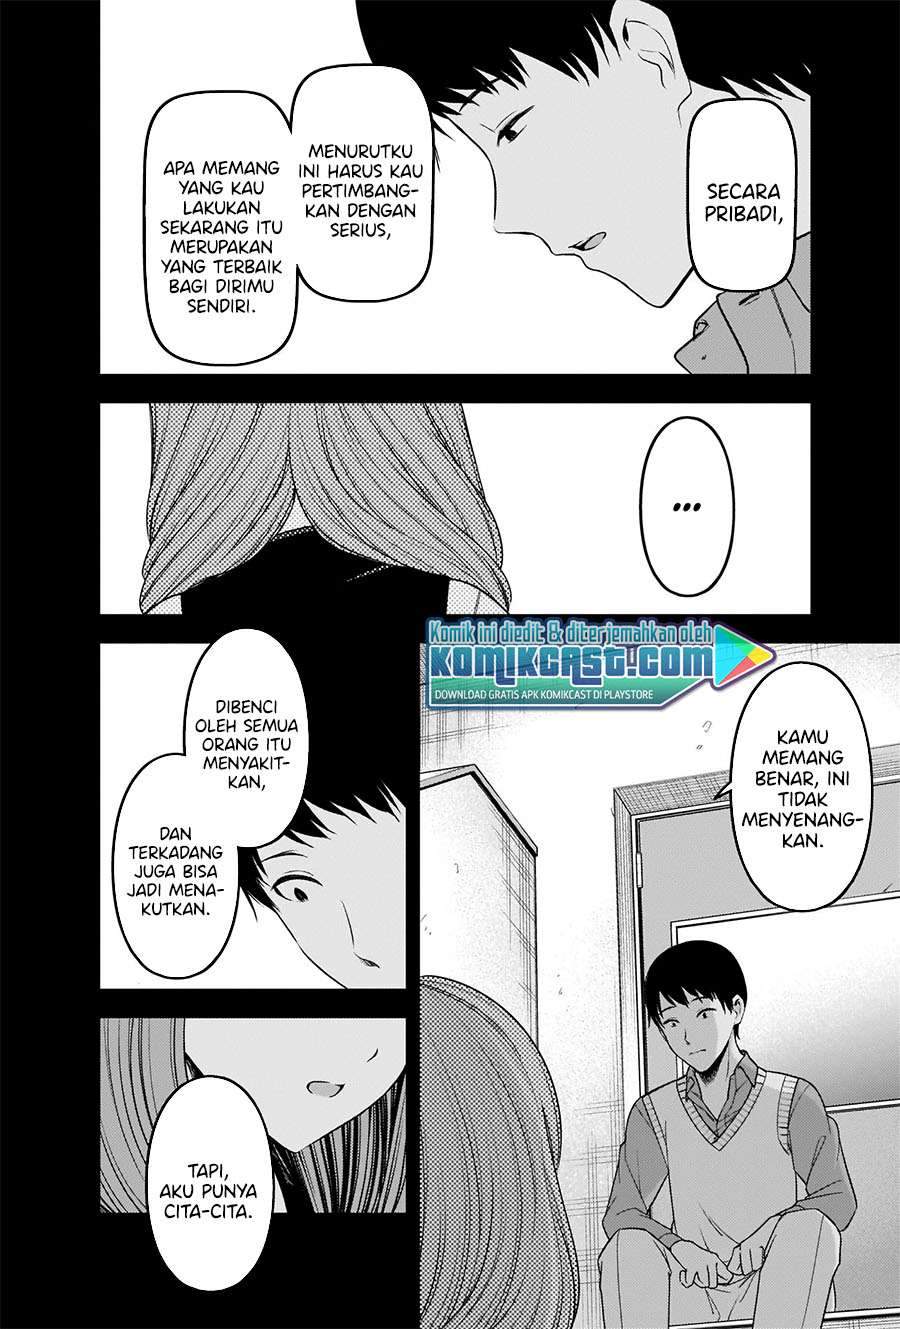 SECARA
PRIBADI,
MENURUTKU
INI HARUS KAU
PERTIMBANG-
KAN DENGAN
SERIUS,
APA MEMANG
YANG KAU
LAKUKAN
SEKARANG ITU
MERUPAKAN
YANG TERBAIK
BAGI DIRIMU
SENDIRI.
...
Komik ini diedit & diterjemahkan oleh
KOMIKCAST.COM
DOWNLOAD GRATIS APK KOMIKCAST DI PLAYSTORE
KAMU
MEMANG
BENAR, INI
TIDAK
MENYENANG-
KAN.
DIBENCI
OLEH SEMUA
ORANG ITU
MENYAKIT-
KAN,
DAN
TERKADANG
JUGA BISA
JADI MENA-
KUTKAN.
TAPI,
AKU PUNYA
CITA-CITA.